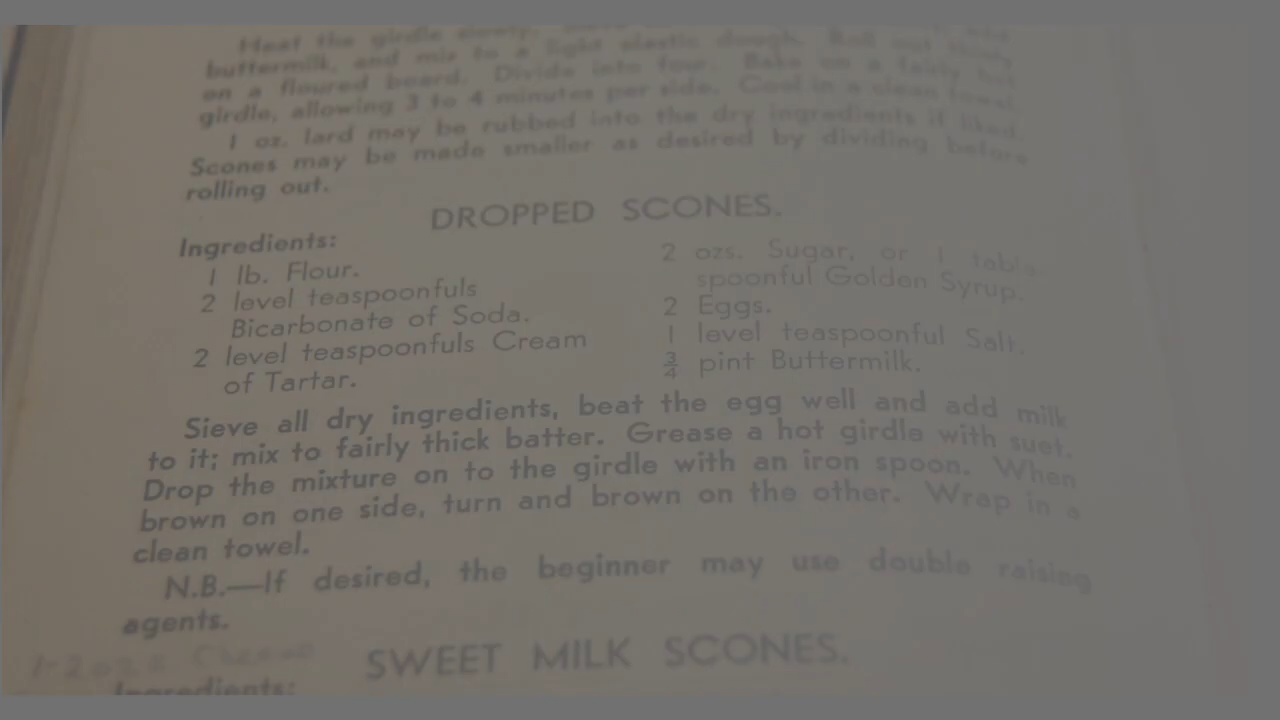 Heat the girdle slowly.
buttermilk, and mix to a light elastic dough. Roll out thinly
on a floured board. Divide into four. Bake on a fairly hot
girdle, allowing 3 to 4 minutes per side. Cool in a clean towel.
1 oz. lard may be rubbed into the dry ingredients if liked.
Scones may be made smaller as desired by dividing before
rolling out.
DROPPED SCONES.
Ingredients:
1 lb. Flour.
2 level teaspoonfuls
Bicarbonate of Soda.
2 level teaspoonfuls Cream
of Tartar.
2 ozs. Sugar, or 1 table-
spoonful Golden Syrup.
2 Eggs.
1 level teaspoonful Salt.
¾ pint Buttermilk.
Sieve all dry ingredients, beat the egg well and add milk
to it; mix to fairly thick batter. Grease a hot girdle with suet.
Drop the mixture on to the girdle with an iron spoon. When
brown on one side, turn and brown on the other. Wrap in a
clean towel.
N.B.—If desired, the beginner may use double raising
agents.
1-2 ozs. Cheese
SWEET MILK SCONES.
Ingredients: